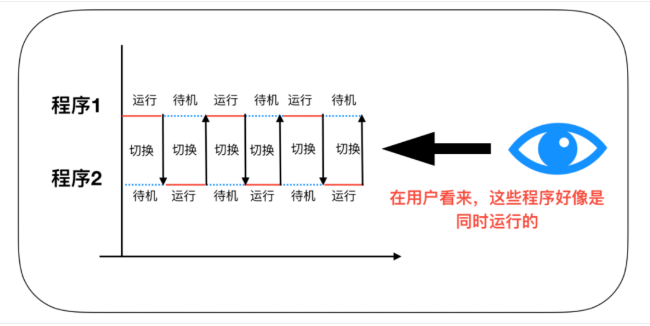 运行 待机 运行 待机 运行 待机
程序1
切换 切换 切换 切换 切换 切换
程序2
待机 运行 待机 运行 待机 运行
在用户看来，这些程序好像是
同时运行的